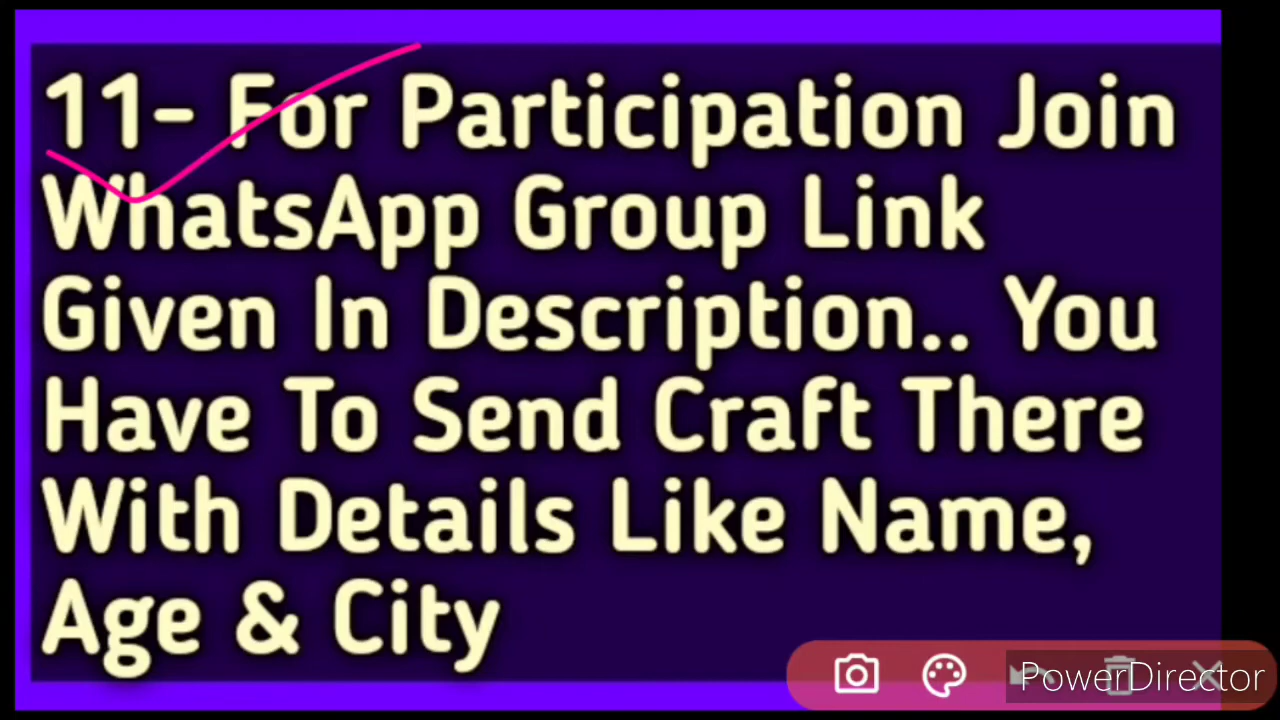 11- For Participation Join
WhatsApp Group Link
Given In Description.. You
Have To Send Craft There
With Details Like Name,
Age & City
PowerDirector